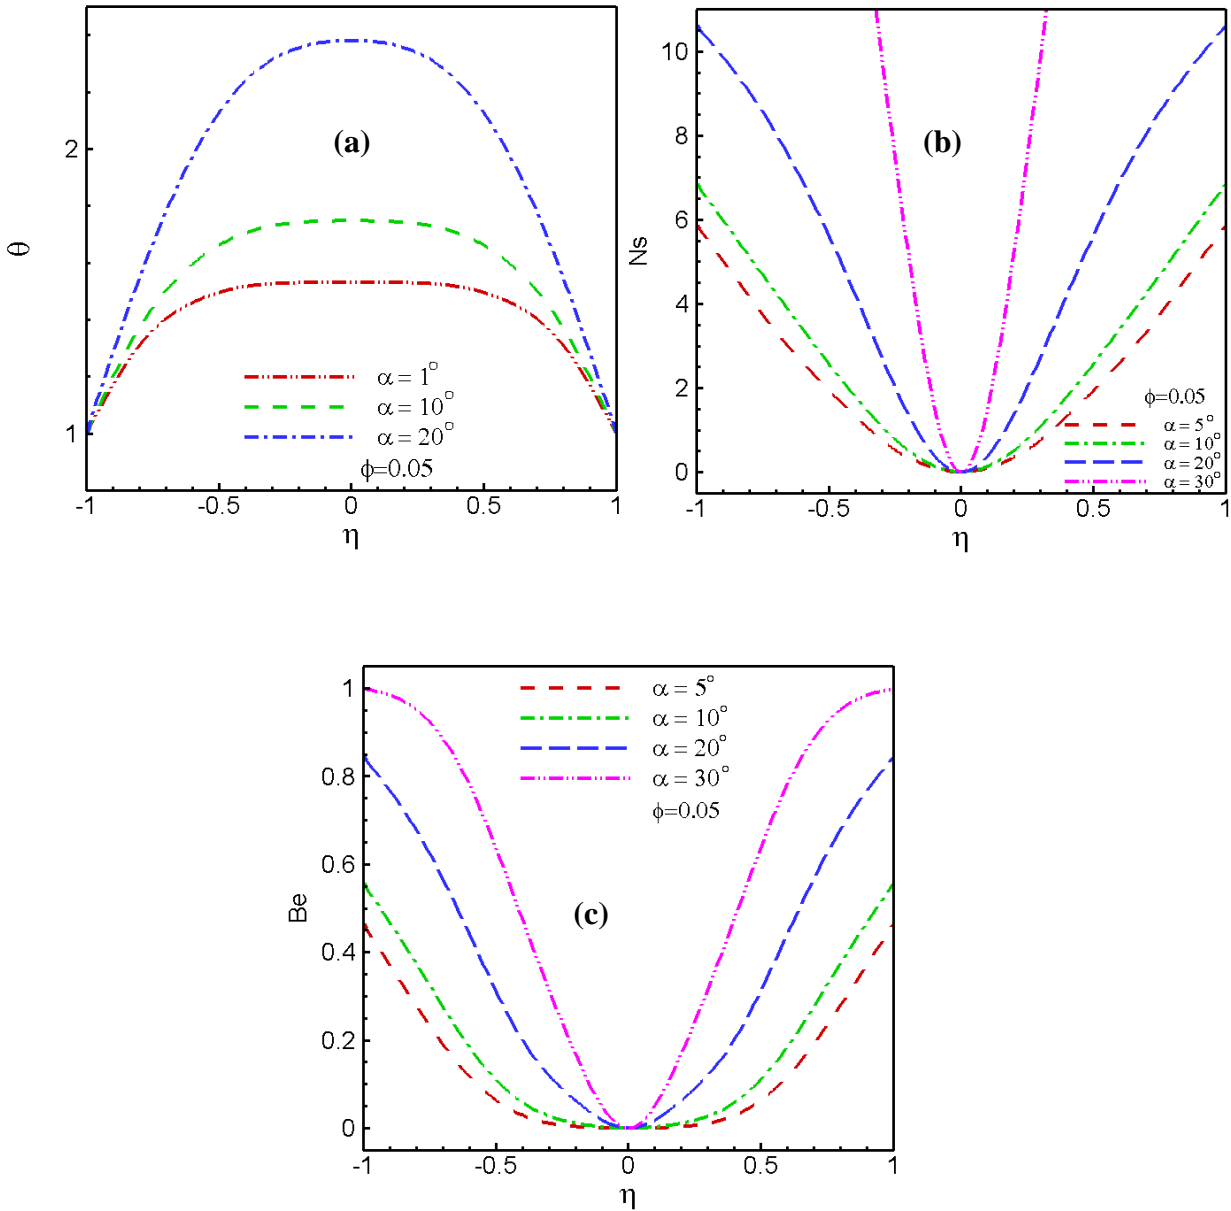 (a)
θ
2
1
α = 1°
α = 10°
α = 20°
ϕ=0.05
-1 -0.5 0 0.5 1
η
(b)
Ns
10
8
6
4
2
0
ϕ=0.05
α = 5°
α = 10°
α = 20°
α = 30°
-1 -0.5 0 0.5 1
η
(c)
Be
1
0.8
0.6
0.4
0.2
0
α = 5°
α = 10°
α = 20°
α = 30°
ϕ=0.05
-1 -0.5 0 0.5 1
η